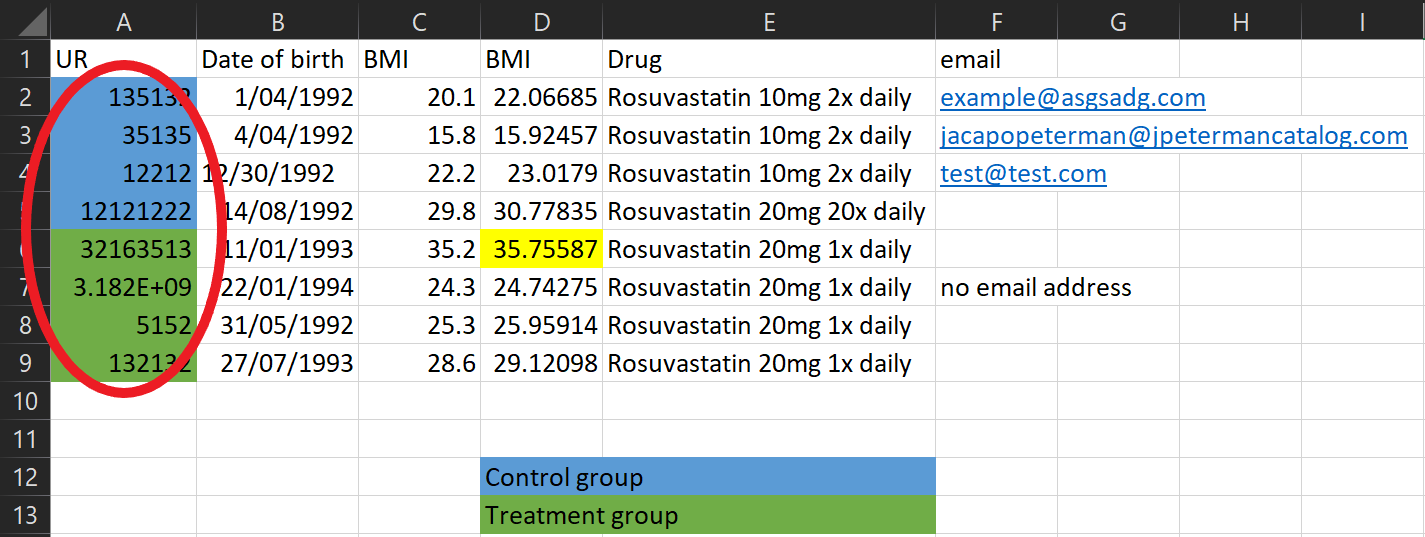 A B C D E F G H I
1 UR Date of birth BMI BMI Drug email
2 135132 1/04/1992 20.1 22.06685 Rosuvastatin 10mg 2x daily example@asgsadg.com
3 35135 4/04/1992 15.8 15.92457 Rosuvastatin 10mg 2x daily jacapopeterman@jpetermancatalog.com
4 12212 12/30/1992 22.2 23.0179 Rosuvastatin 10mg 2x daily test@test.com
5 12121222 14/08/1992 29.8 30.77835 Rosuvastatin 20mg 20x daily
6 32163513 11/01/1993 35.2 35.75587 Rosuvastatin 20mg 1x daily
7 3.182E+09 22/01/1994 24.3 24.74275 Rosuvastatin 20mg 1x daily no email address
8 5152 31/05/1992 25.3 25.95914 Rosuvastatin 20mg 1x daily
9 132132 27/07/1993 28.6 29.12098 Rosuvastatin 20mg 1x daily
10
11
12 Control group
13 Treatment group